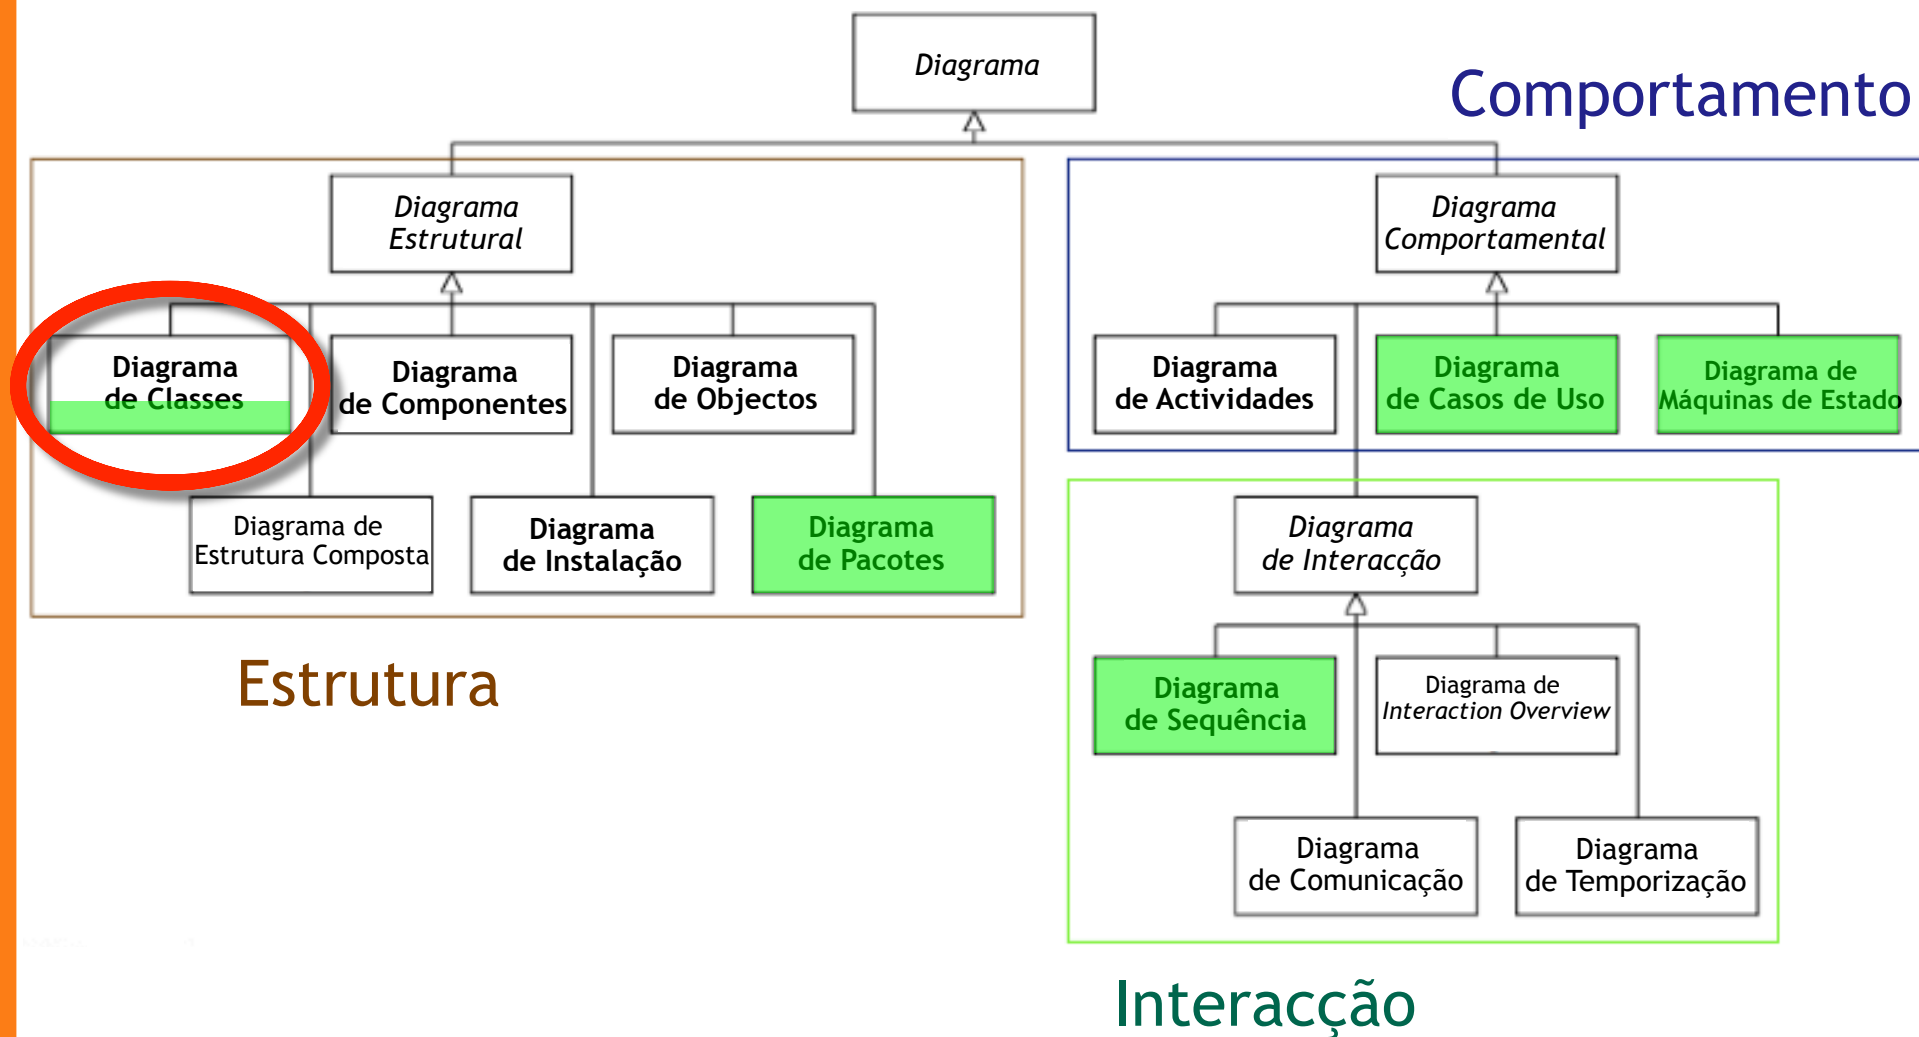 Diagrama
Comportamento
Diagrama
Estrutural
Diagrama
Comportamental
Diagrama
de Classes
Diagrama
de Componentes
Diagrama
de Objectos
Diagrama
de Actividades
Diagrama
de Casos de Uso
Diagrama de
Máquinas de Estado
Diagrama de
Estrutura Composta
Diagrama
de Instalação
Diagrama
de Pacotes
Diagrama
de Interacção
Estrutura
Diagrama
de Sequência
Diagrama de
Interaction Overview
Diagrama
de Comunicação
Diagrama
de Temporização
Interacção